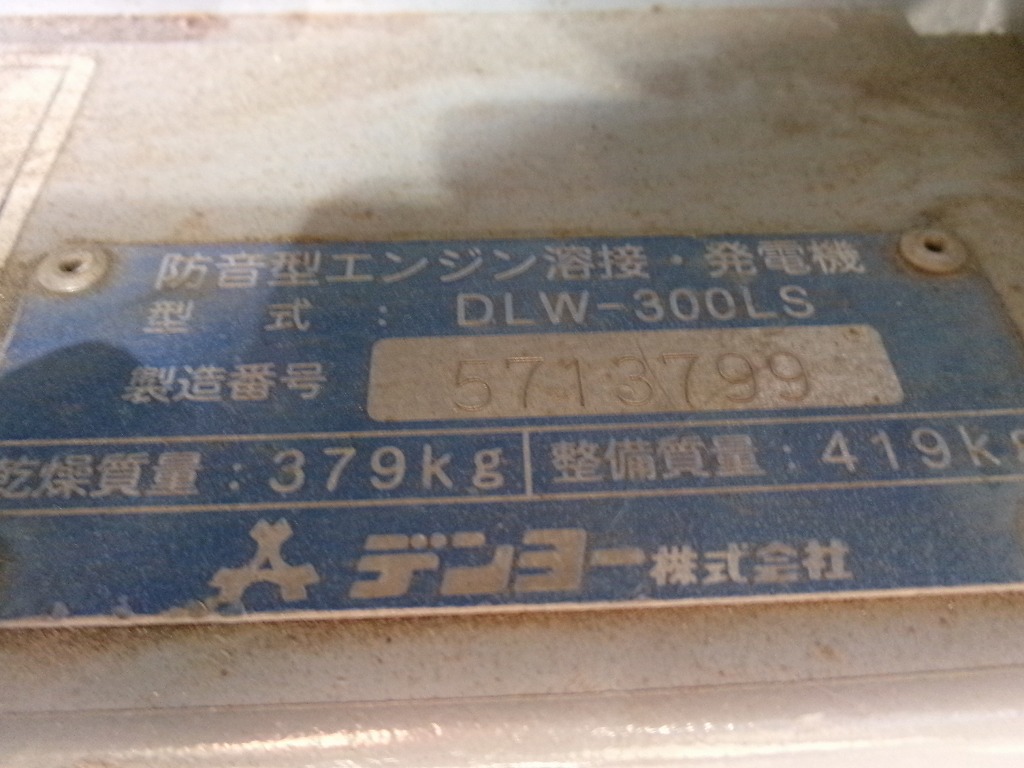 防音型エンジン溶接・発電機
型 式 : DLW-300LS
製造番号 5713799
乾燥質量:379kg 整備質量:419kg
デンヨー株式会社